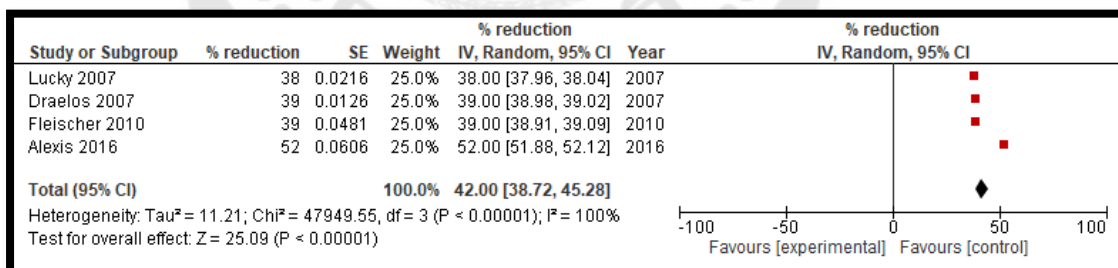 % reduction % reduction
Study or Subgroup % reduction SE Weight IV, Random, 95% CI Year IV, Random, 95% CI
Lucky 2007 38 0.0216 25.0% 38.00 [37.96, 38.04] 2007
Draelos 2007 39 0.0126 25.0% 39.00 [38.98, 39.02] 2007
Fleischer 2010 39 0.0481 25.0% 39.00 [38.91, 39.09] 2010
Alexis 2016 52 0.0606 25.0% 52.00 [51.88, 52.12] 2016
Total (95% CI) 100.0% 42.00 [38.72, 45.28]
Heterogeneity: Tau² = 11.21; Chi² = 47949.55, df = 3 (P < 0.00001); I² = 100%
Test for overall effect: Z = 25.09 (P < 0.00001)
-100 -50 0 50 100
Favours [experimental] Favours [control]